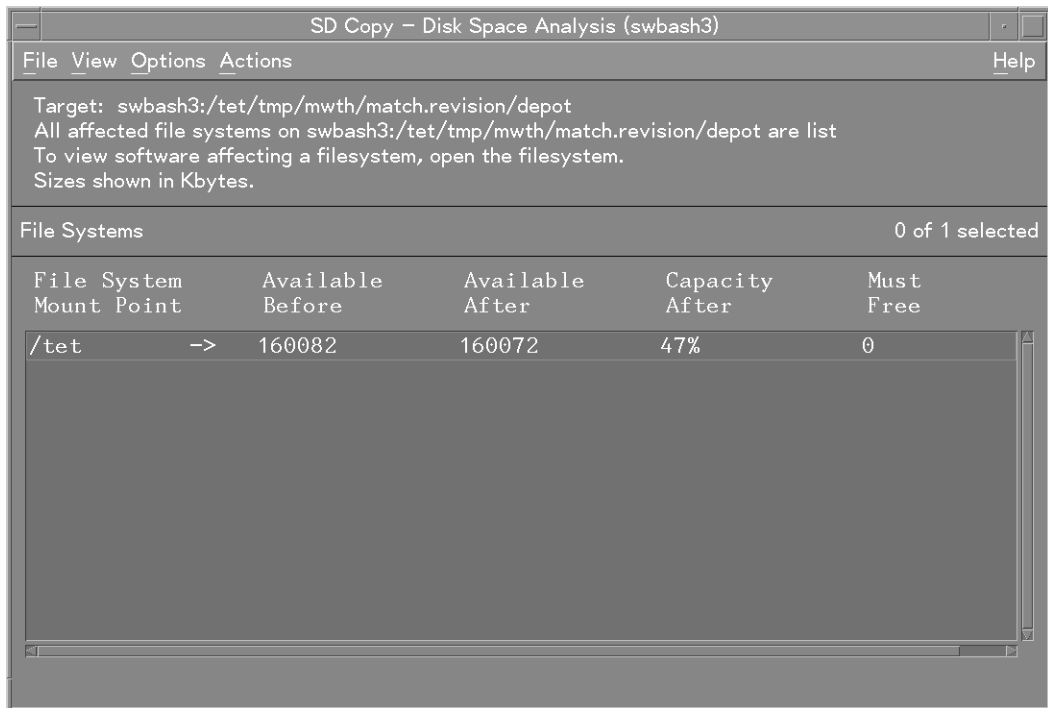 SD Copy - Disk Space Analysis (swbash3)
File View Options Actions Help
Target: swbash3:/tet/tmp/mwth/match.revision/depot
All affected file systems on swbash3:/tet/tmp/mwth/match.revision/depot are list
To view software affecting a filesystem, open the filesystem.
Sizes shown in Kbytes.
File Systems 0 of 1 selected
File System Available Available Capacity Must
Mount Point Before After After Free
/tet -> 160082 160072 47% 0